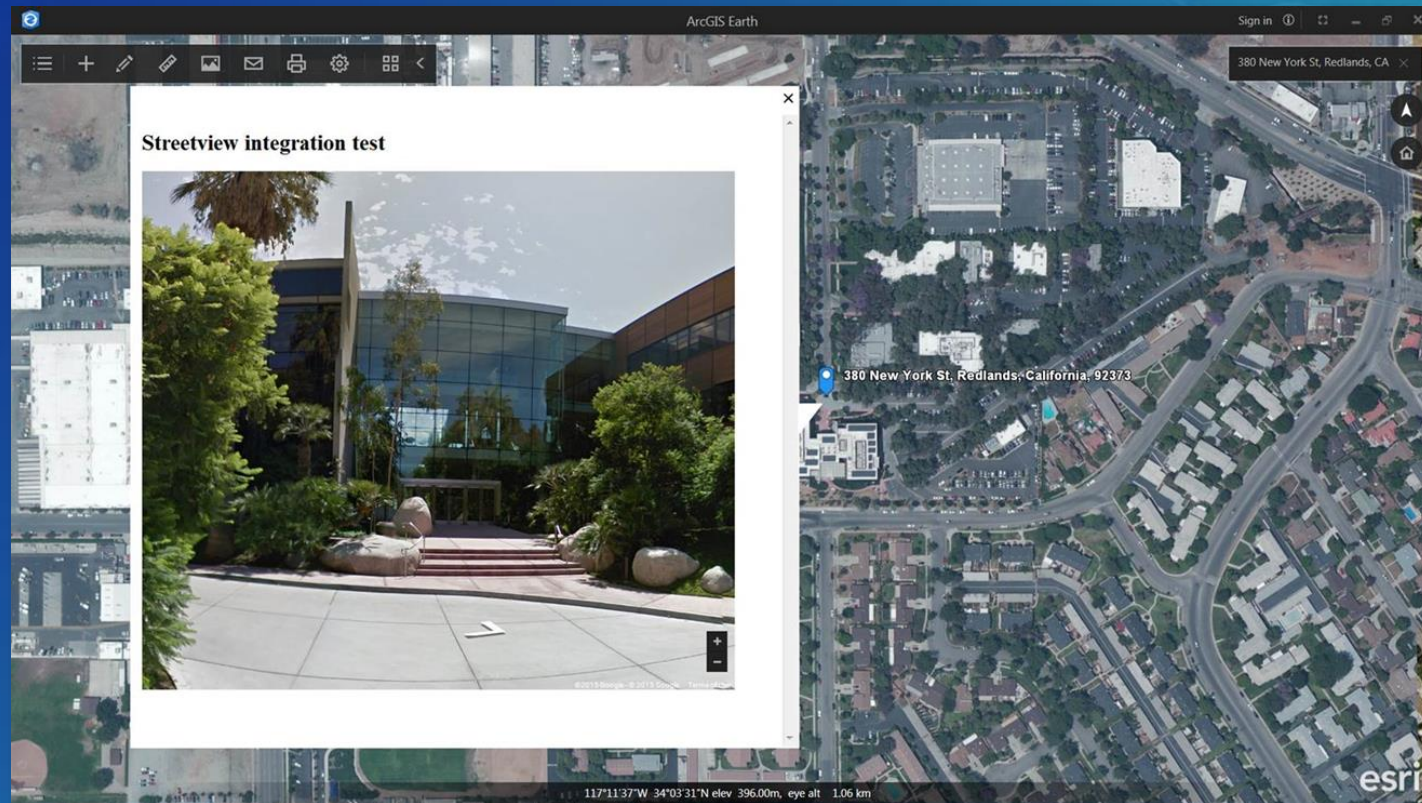 ArcGIS Earth
Sign in
380 New York St, Redlands, CA
Streetview integration test
380 New York St, Redlands, California, 92373
117°11'37"W 34°03'31"N elev 396.00m, eye alt 1.06 km
esri